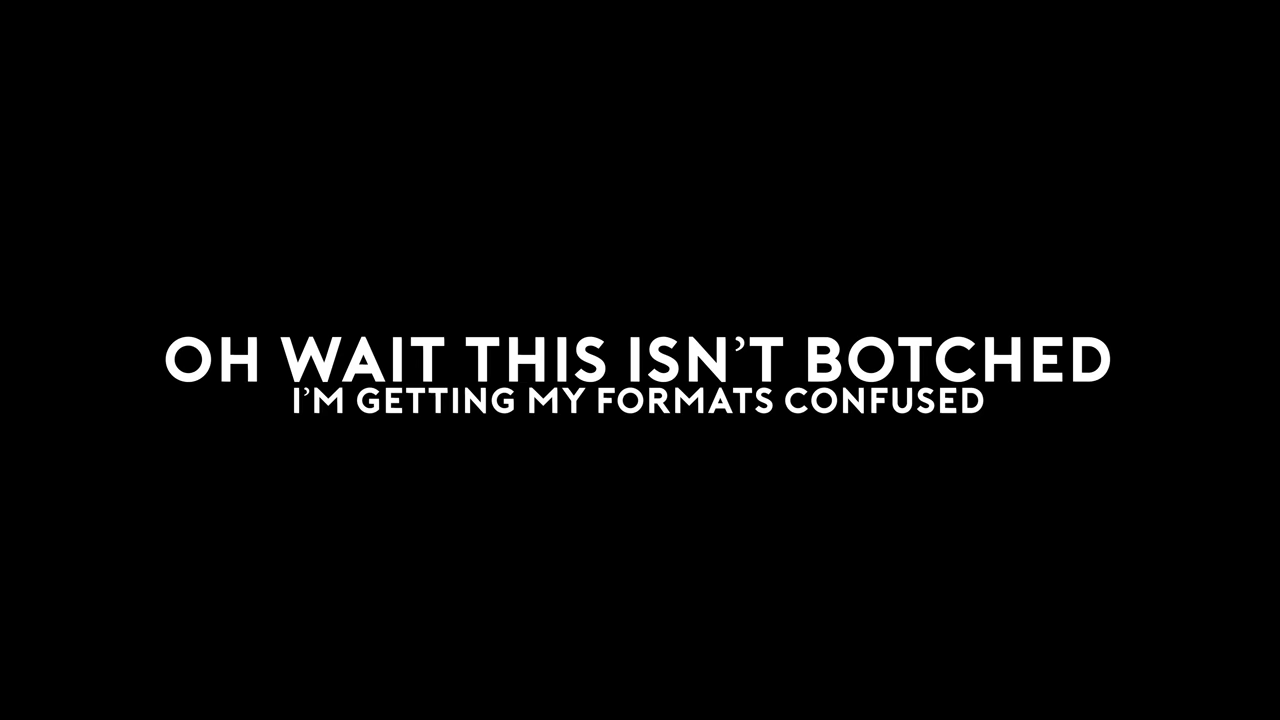 OH WAIT THIS ISN’T BOTCHED
I’M GETTING MY FORMATS CONFUSED